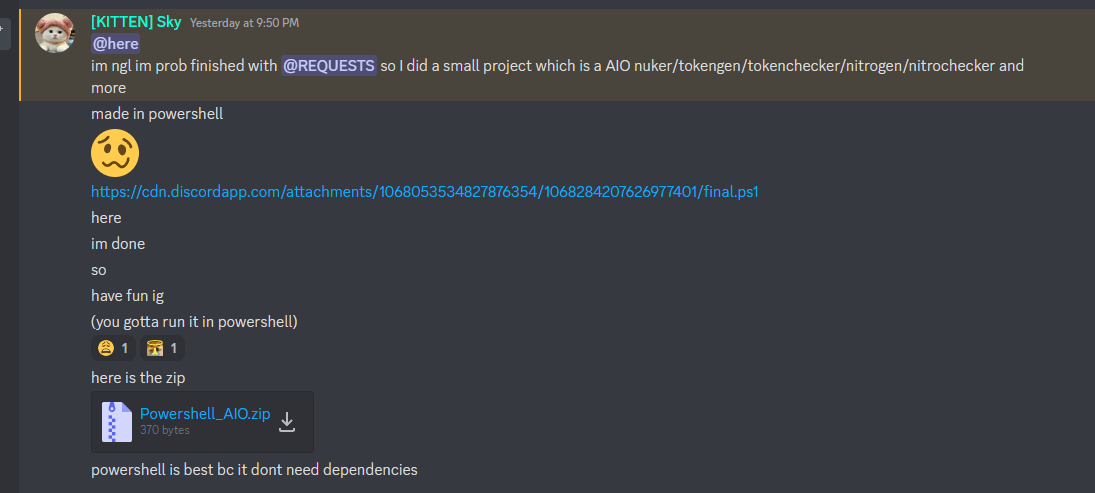 [KITTEN] Sky Yesterday at 9:50 PM
@here
im ngl im prob finished with @REQUESTS so I did a small project which is a AIO nuker/tokengen/tokenchecker/nitrogen/nitrochecker and
more
made in powershell
https://cdn.discordapp.com/attachments/1068053534827876354/1068284207626977401/final.ps1
here
im done
so
have fun ig
(you gotta run it in powershell)
1 1
here is the zip
Powershell_AIO.zip
370 bytes
powershell is best bc it dont need dependencies